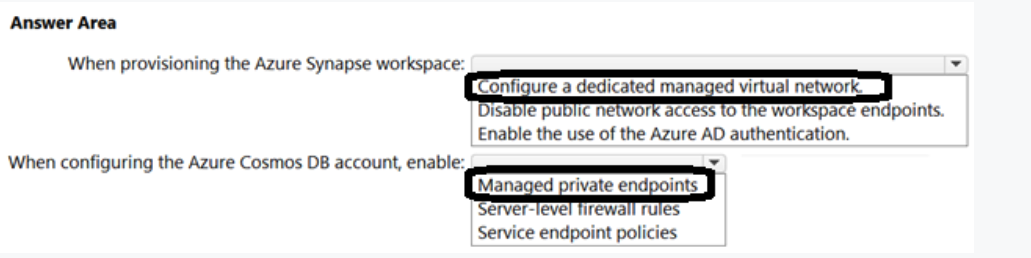 Answer Area
When provisioning the Azure Synapse workspace:
Configure a dedicated managed virtual network.
Disable public network access to the workspace endpoints.
Enable the use of the Azure AD authentication.
When configuring the Azure Cosmos DB account, enable:
Managed private endpoints
Server-level firewall rules
Service endpoint policies